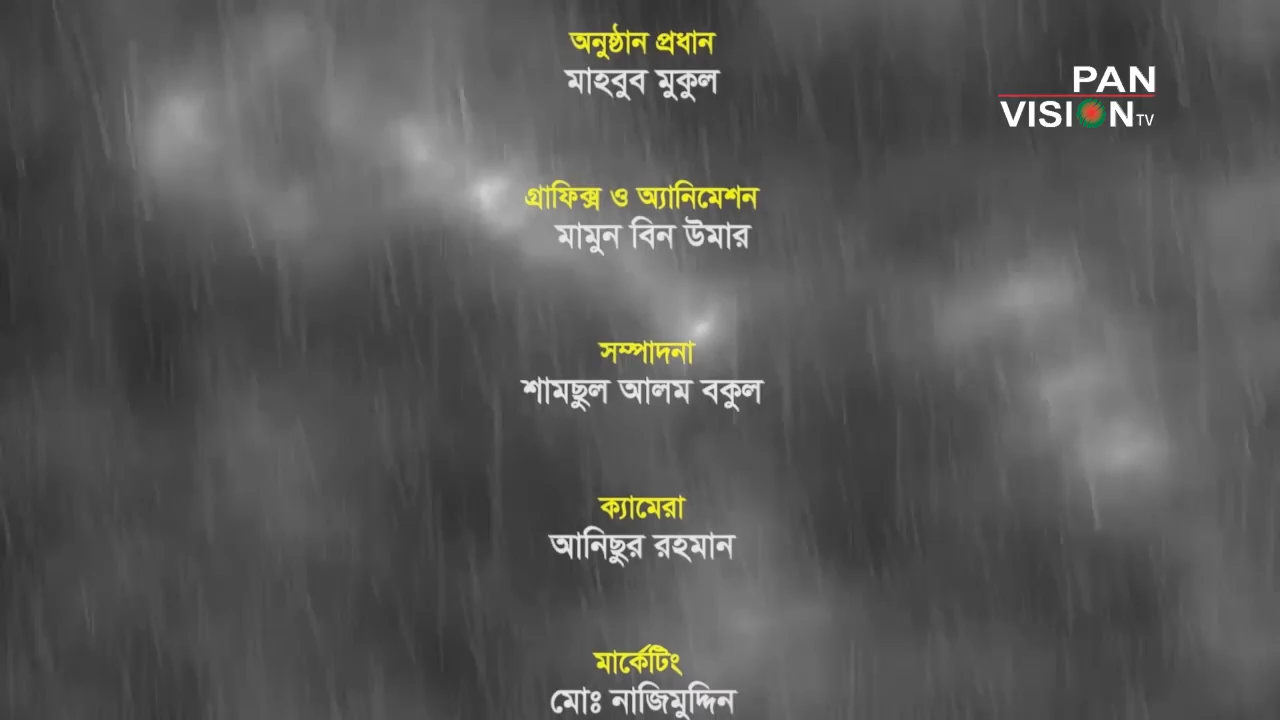 অনুষ্ঠান প্রধান
মাহবুব মুকুল
PAN
VISION TV
গ্রাফিক্স ও অ্যানিমেশন
মামুন বিন উমার
সম্পাদনা
শামছুল আলম বকুল
ক্যামেরা
আনিছুর রহমান
মার্কেটিং
মোঃ নাজিমুদ্দিন